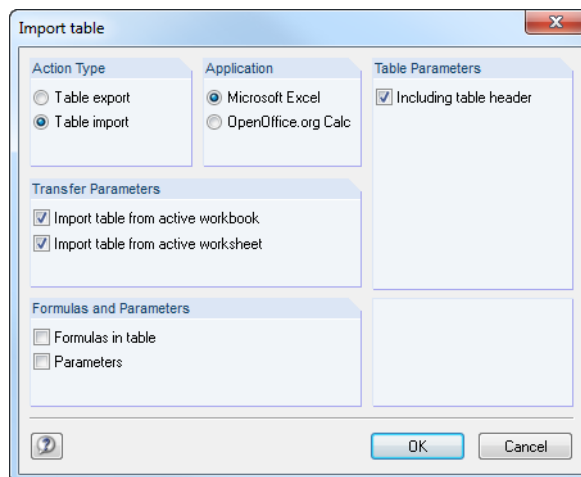 Import table
Action Type
Table export
Table import
Application
Microsoft Excel
OpenOffice.org Calc
Table Parameters
Including table header
Transfer Parameters
Import table from active workbook
Import table from active worksheet
Formulas and Parameters
Formulas in table
Parameters
OK
Cancel